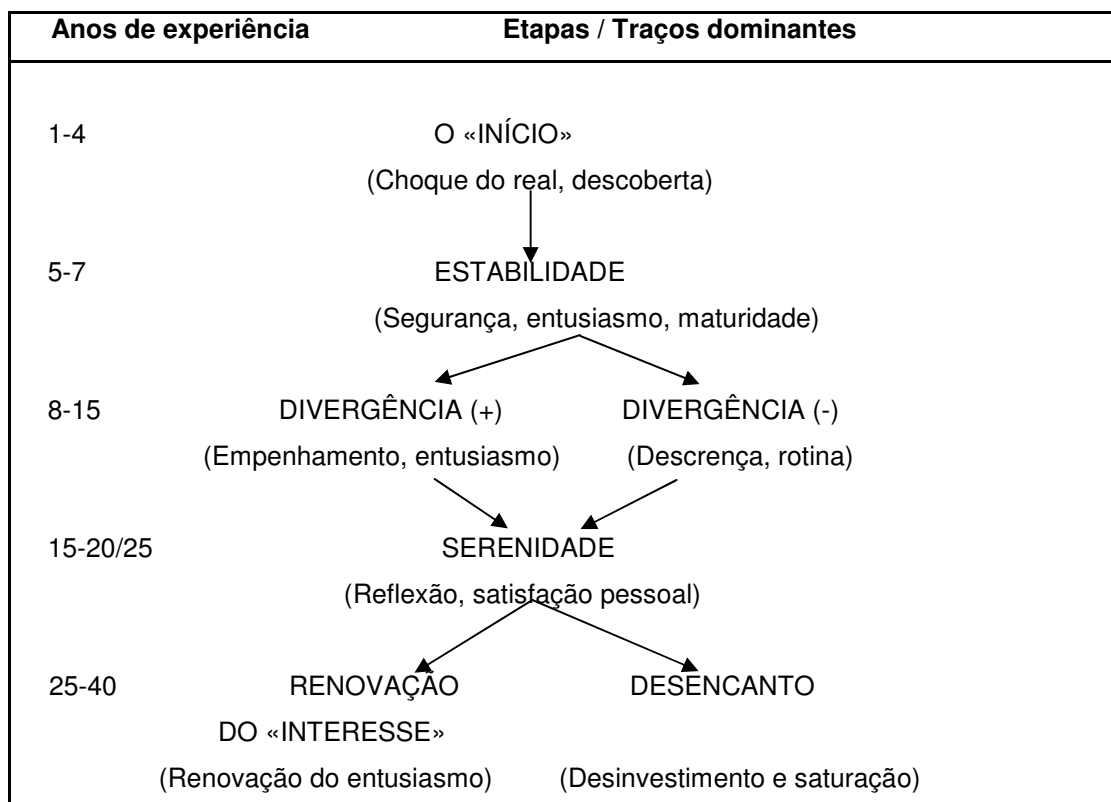 Anos de experiência Etapas / Traços dominantes
1-4 O «INÍCIO»
(Choque do real, descoberta)
5-7 ESTABILIDADE
(Segurança, entusiasmo, maturidade)
8-15 DIVERGÊNCIA (+) DIVERGÊNCIA (-)
(Empenhamento, entusiasmo) (Descrença, rotina)
15-20/25 SERENIDADE
(Reflexão, satisfação pessoal)
25-40 RENOVAÇÃO DESENCANTO
DO «INTERESSE»
(Renovação do entusiasmo) (Desinvestimento e saturação)